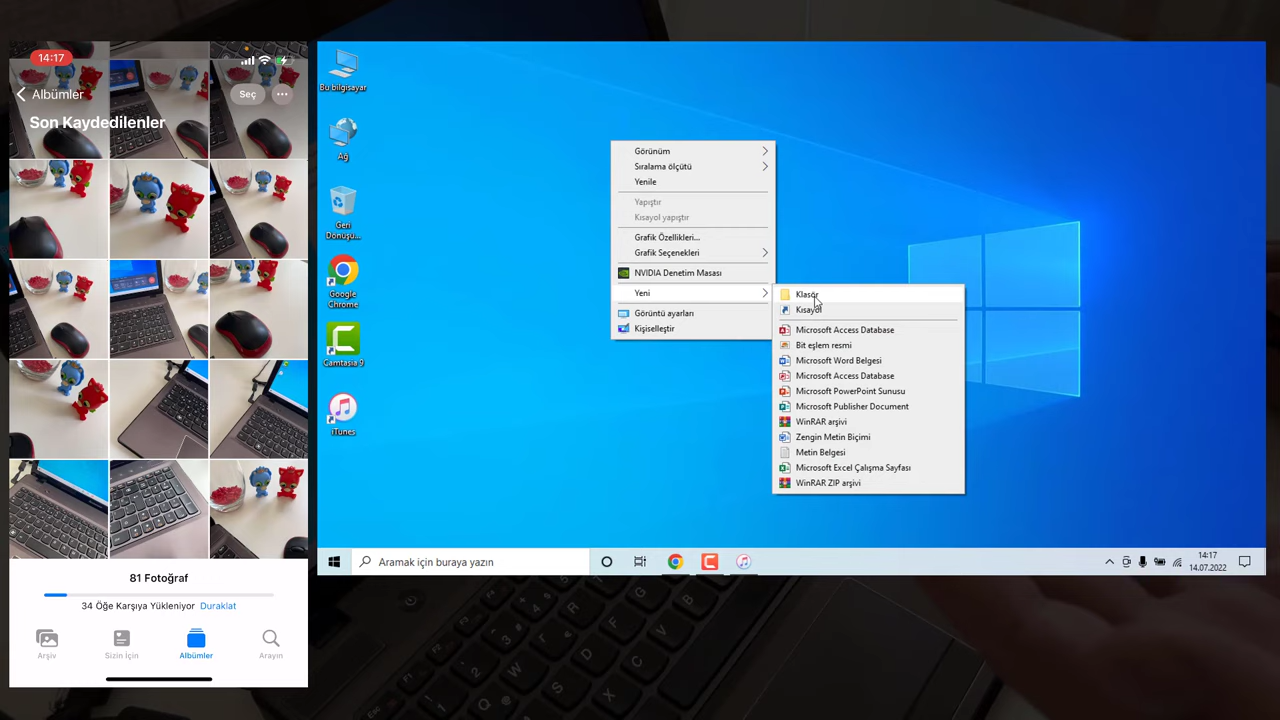 14:17
Albümler
Seç
Son Kaydedilenler
81 Fotoğraf
34 Öğe Karşıya Yükleniyor Duraklat
Arşiv
Sizin İçin
Albümler
Arayın
Bu bilgisayar
Ağ
Geri
Dönüşü...
Google
Chrome
Camtasia 9
iTunes
Görünüm
Sıralama ölçütü
Yenile
Yapıştır
Kısayol yapıştır
Grafik Özellikleri...
Grafik Seçenekleri
NVIDIA Denetim Masası
Yeni
Görüntü ayarları
Kişiselleştir
Klasör
Kısayol
Microsoft Access Database
Bit eşlem resmi
Microsoft Word Belgesi
Microsoft Access Database
Microsoft PowerPoint Sunusu
Microsoft Publisher Document
WinRAR arşivi
Zengin Metin Biçimi
Metin Belgesi
Microsoft Excel Çalışma Sayfası
WinRAR ZIP arşivi
Aramak için buraya yazın
14:17
14.07.2022